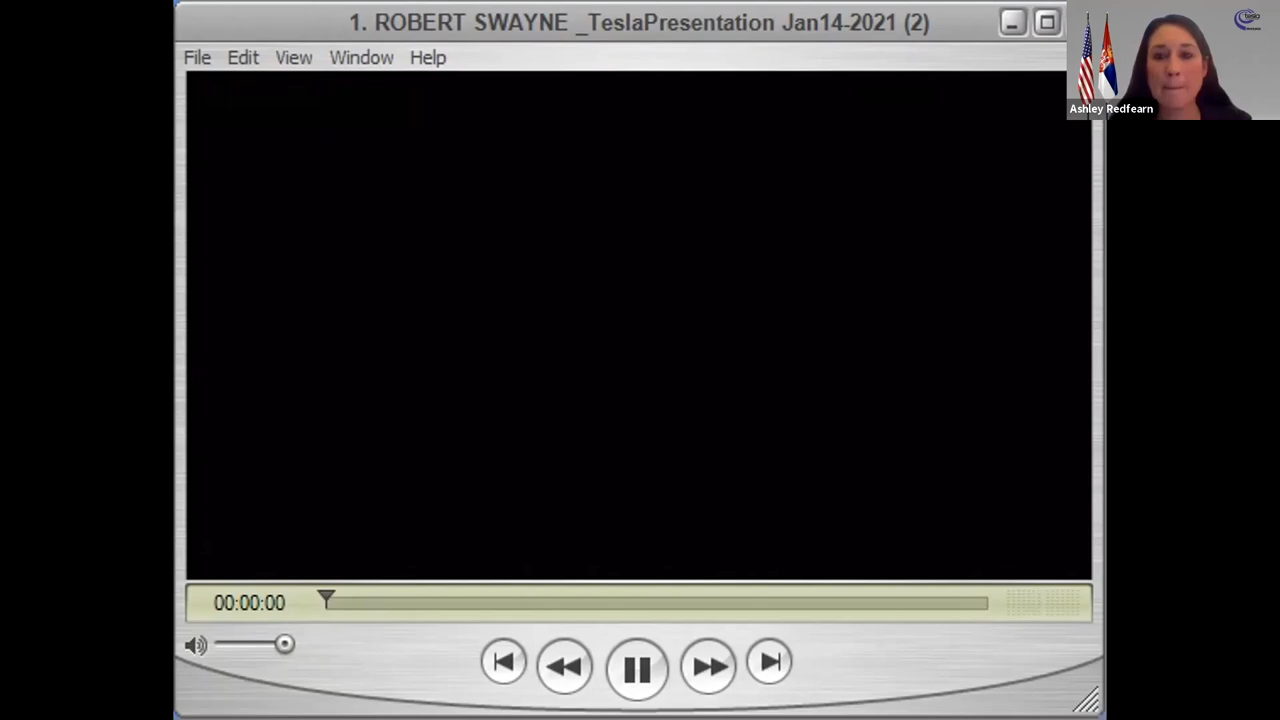 1. ROBERT SWAYNE _TeslaPresentation Jan14-2021 (2)
File Edit View Window Help
Ashley Redfearn
00:00:00